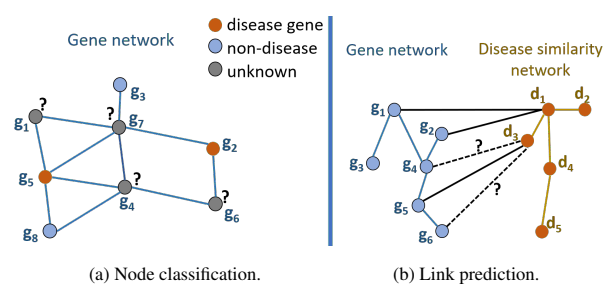 Gene network
disease gene
non-disease
unknown
g3
?
g1
?
g7
g2
g5
?
g4
?
g6
g8
(a) Node classification.
Gene network
Disease similarity
network
d1
d2
g1
g2
d3
?
g3
g4
d4
?
g5
g6
d5
(b) Link prediction.